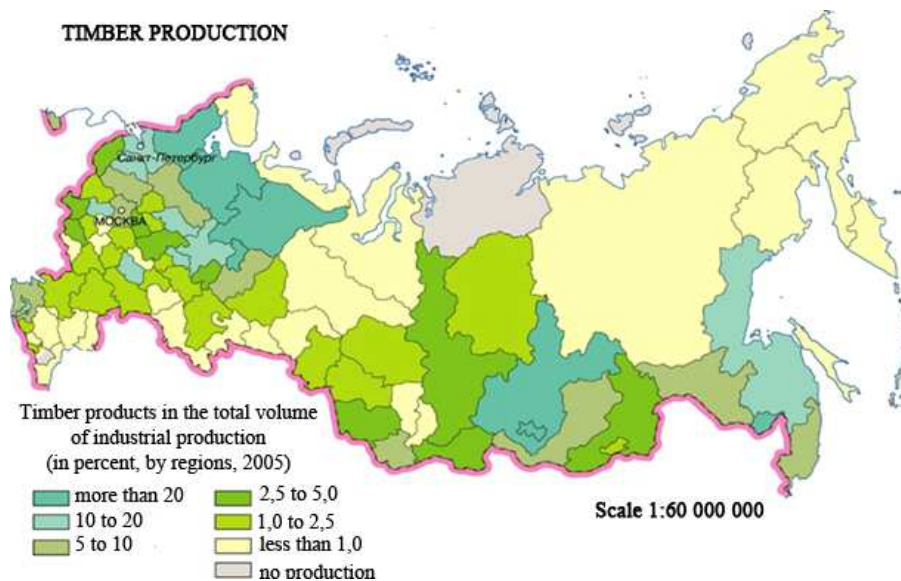 TIMBER PRODUCTION
Санкт-Петербург
МОСКВА
Timber products in the total volume
of industrial production
(in percent, by regions, 2005)
more than 20
10 to 20
5 to 10
2,5 to 5,0
1,0 to 2,5
less than 1,0
no production
Scale 1:60 000 000